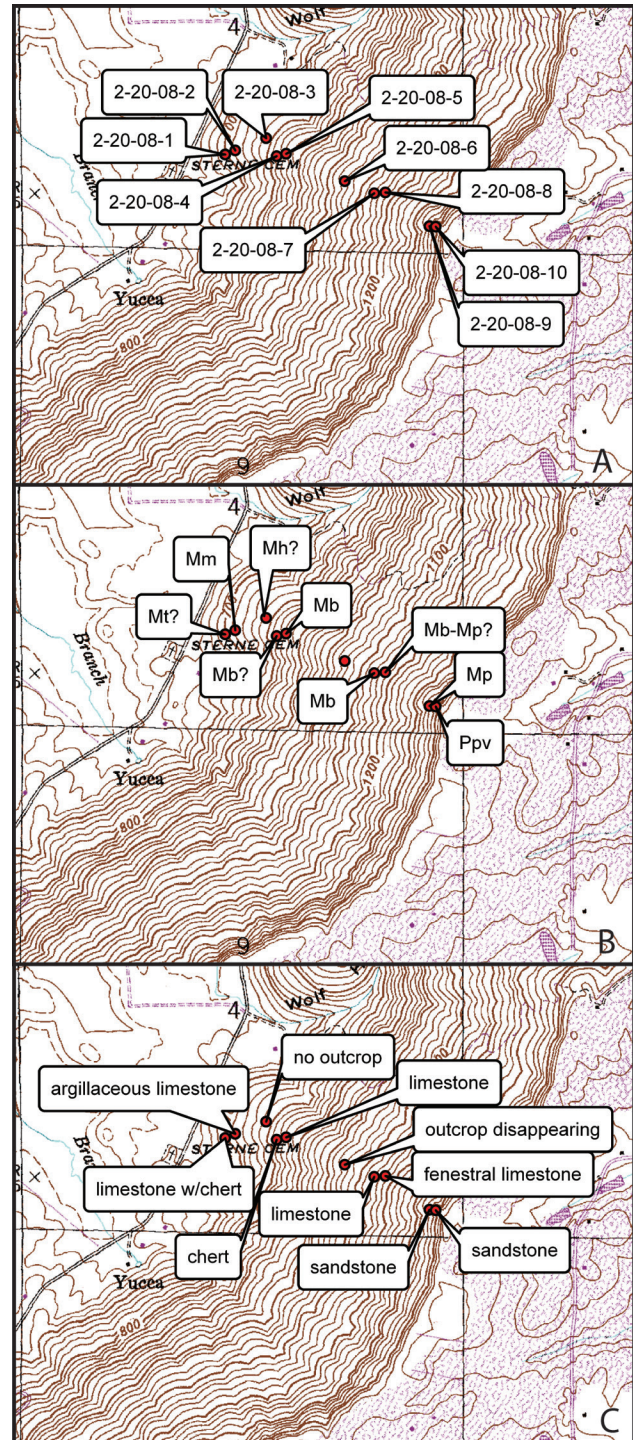 4
Wolf
2-20-08-2
2-20-08-3
2-20-08-5
2-20-08-1
2-20-08-6
Branch
STERNE CEM
2-20-08-4
2-20-08-8
2-20-08-7
2-20-08-10
Yucca
1200
2-20-08-9
800
9
A
4
Wolf
Mm
Mh?
Mb
1100
Mt?
Mb-Mp?
Branch
STERNE CEM
Mb?
Mp
Mb
Ppv
Yucca
1200
800
9
B
4
Wolf
no outcrop
argillaceous limestone
limestone
outcrop disappearing
STERNE CEM
limestone w/chert
fenestral limestone
limestone
chert
sandstone
sandstone
Yucca
800
C